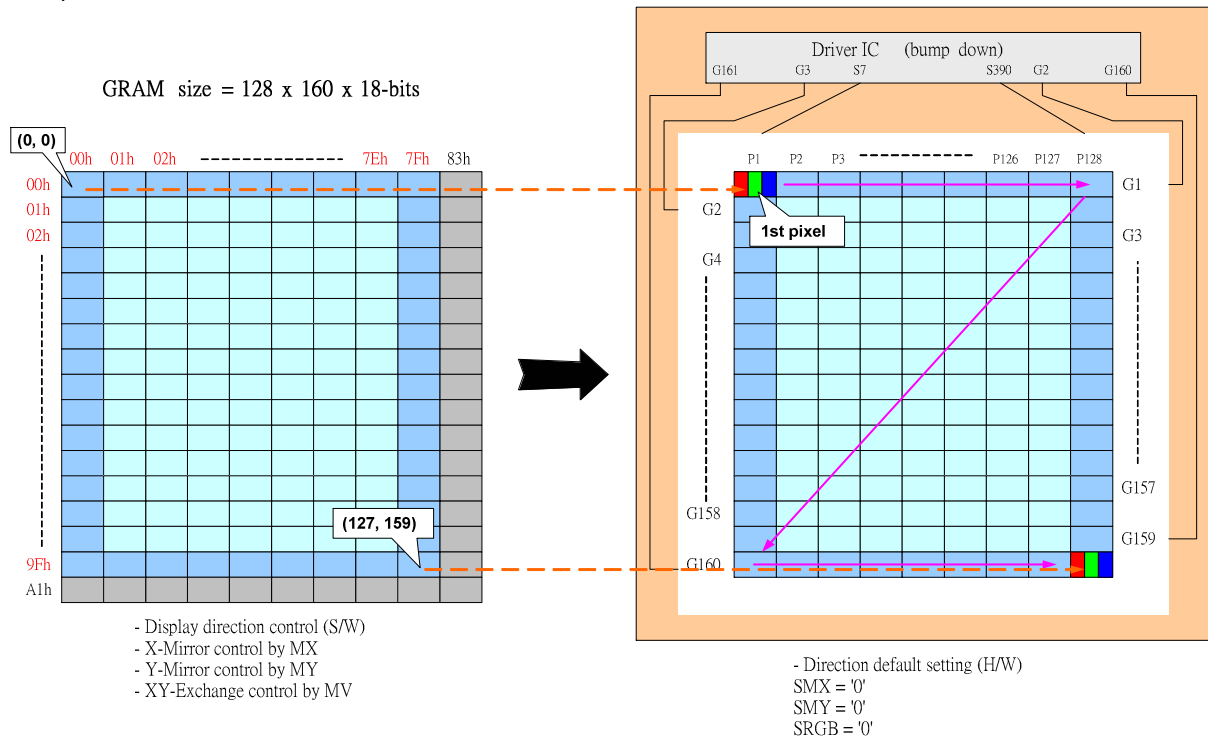 GRAM size = 128 x 160 x 18-bits
(0, 0)
00h 01h 02h 7Eh 7Fh 83h
00h
01h
02h
(127, 159)
9Fh
A1h
- Display direction control (S/W)
- X-Mirror control by MX
- Y-Mirror control by MY
- XY-Exchange control by MV
Driver IC (bump down)
G161 G3 S7 S390 G2 G160
P1 P2 P3 P126 P127 P128
G1
G2
1st pixel
G3
G4
G157
G158
G159
G160
- Direction default setting (H/W)
SMX = '0'
SMY = '0'
SRGB = '0'